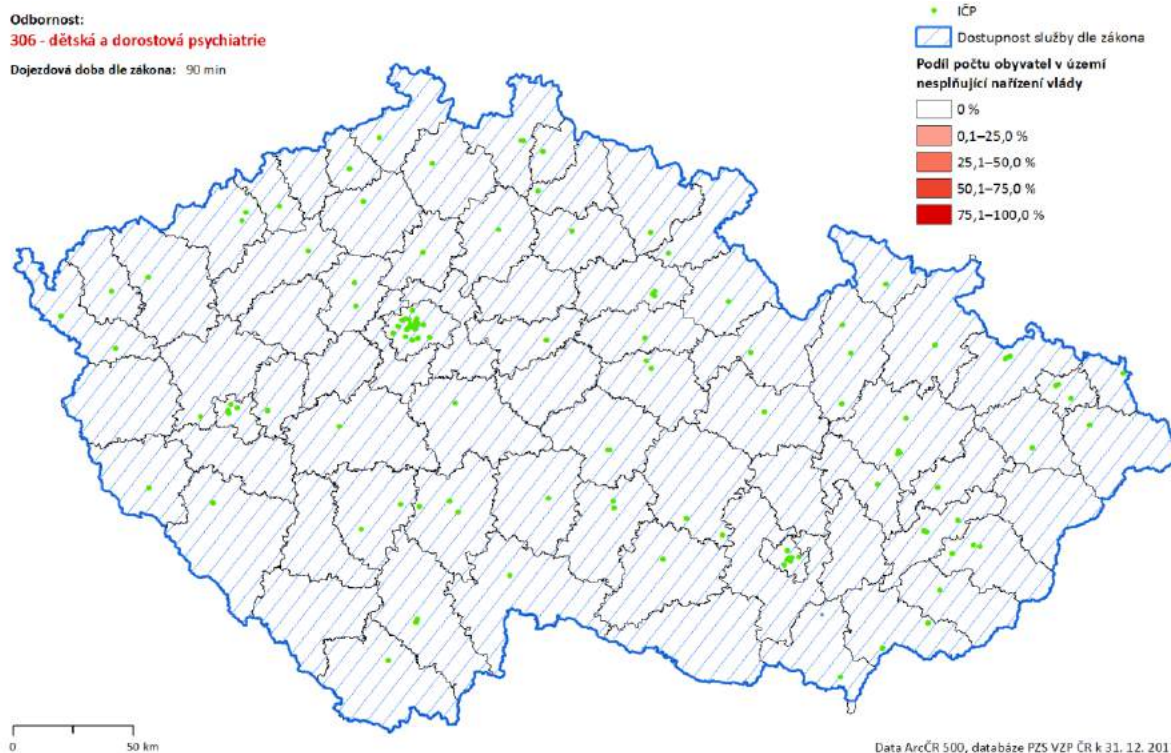 Odbornost:
306 - dětská a dorostová psychiatrie
Dojezdová doba dle zákona: 90 min
IČP
Dostupnost služby dle zákona
Podíl počtu obyvatel v území
nesplňující nařízení vlády
0 %
0,1–25,0 %
25,1–50,0 %
50,1–75,0 %
75,1–100,0 %
0 50 km
Data ArcČR 500, databáze PZS VZP ČR k 31. 12. 201